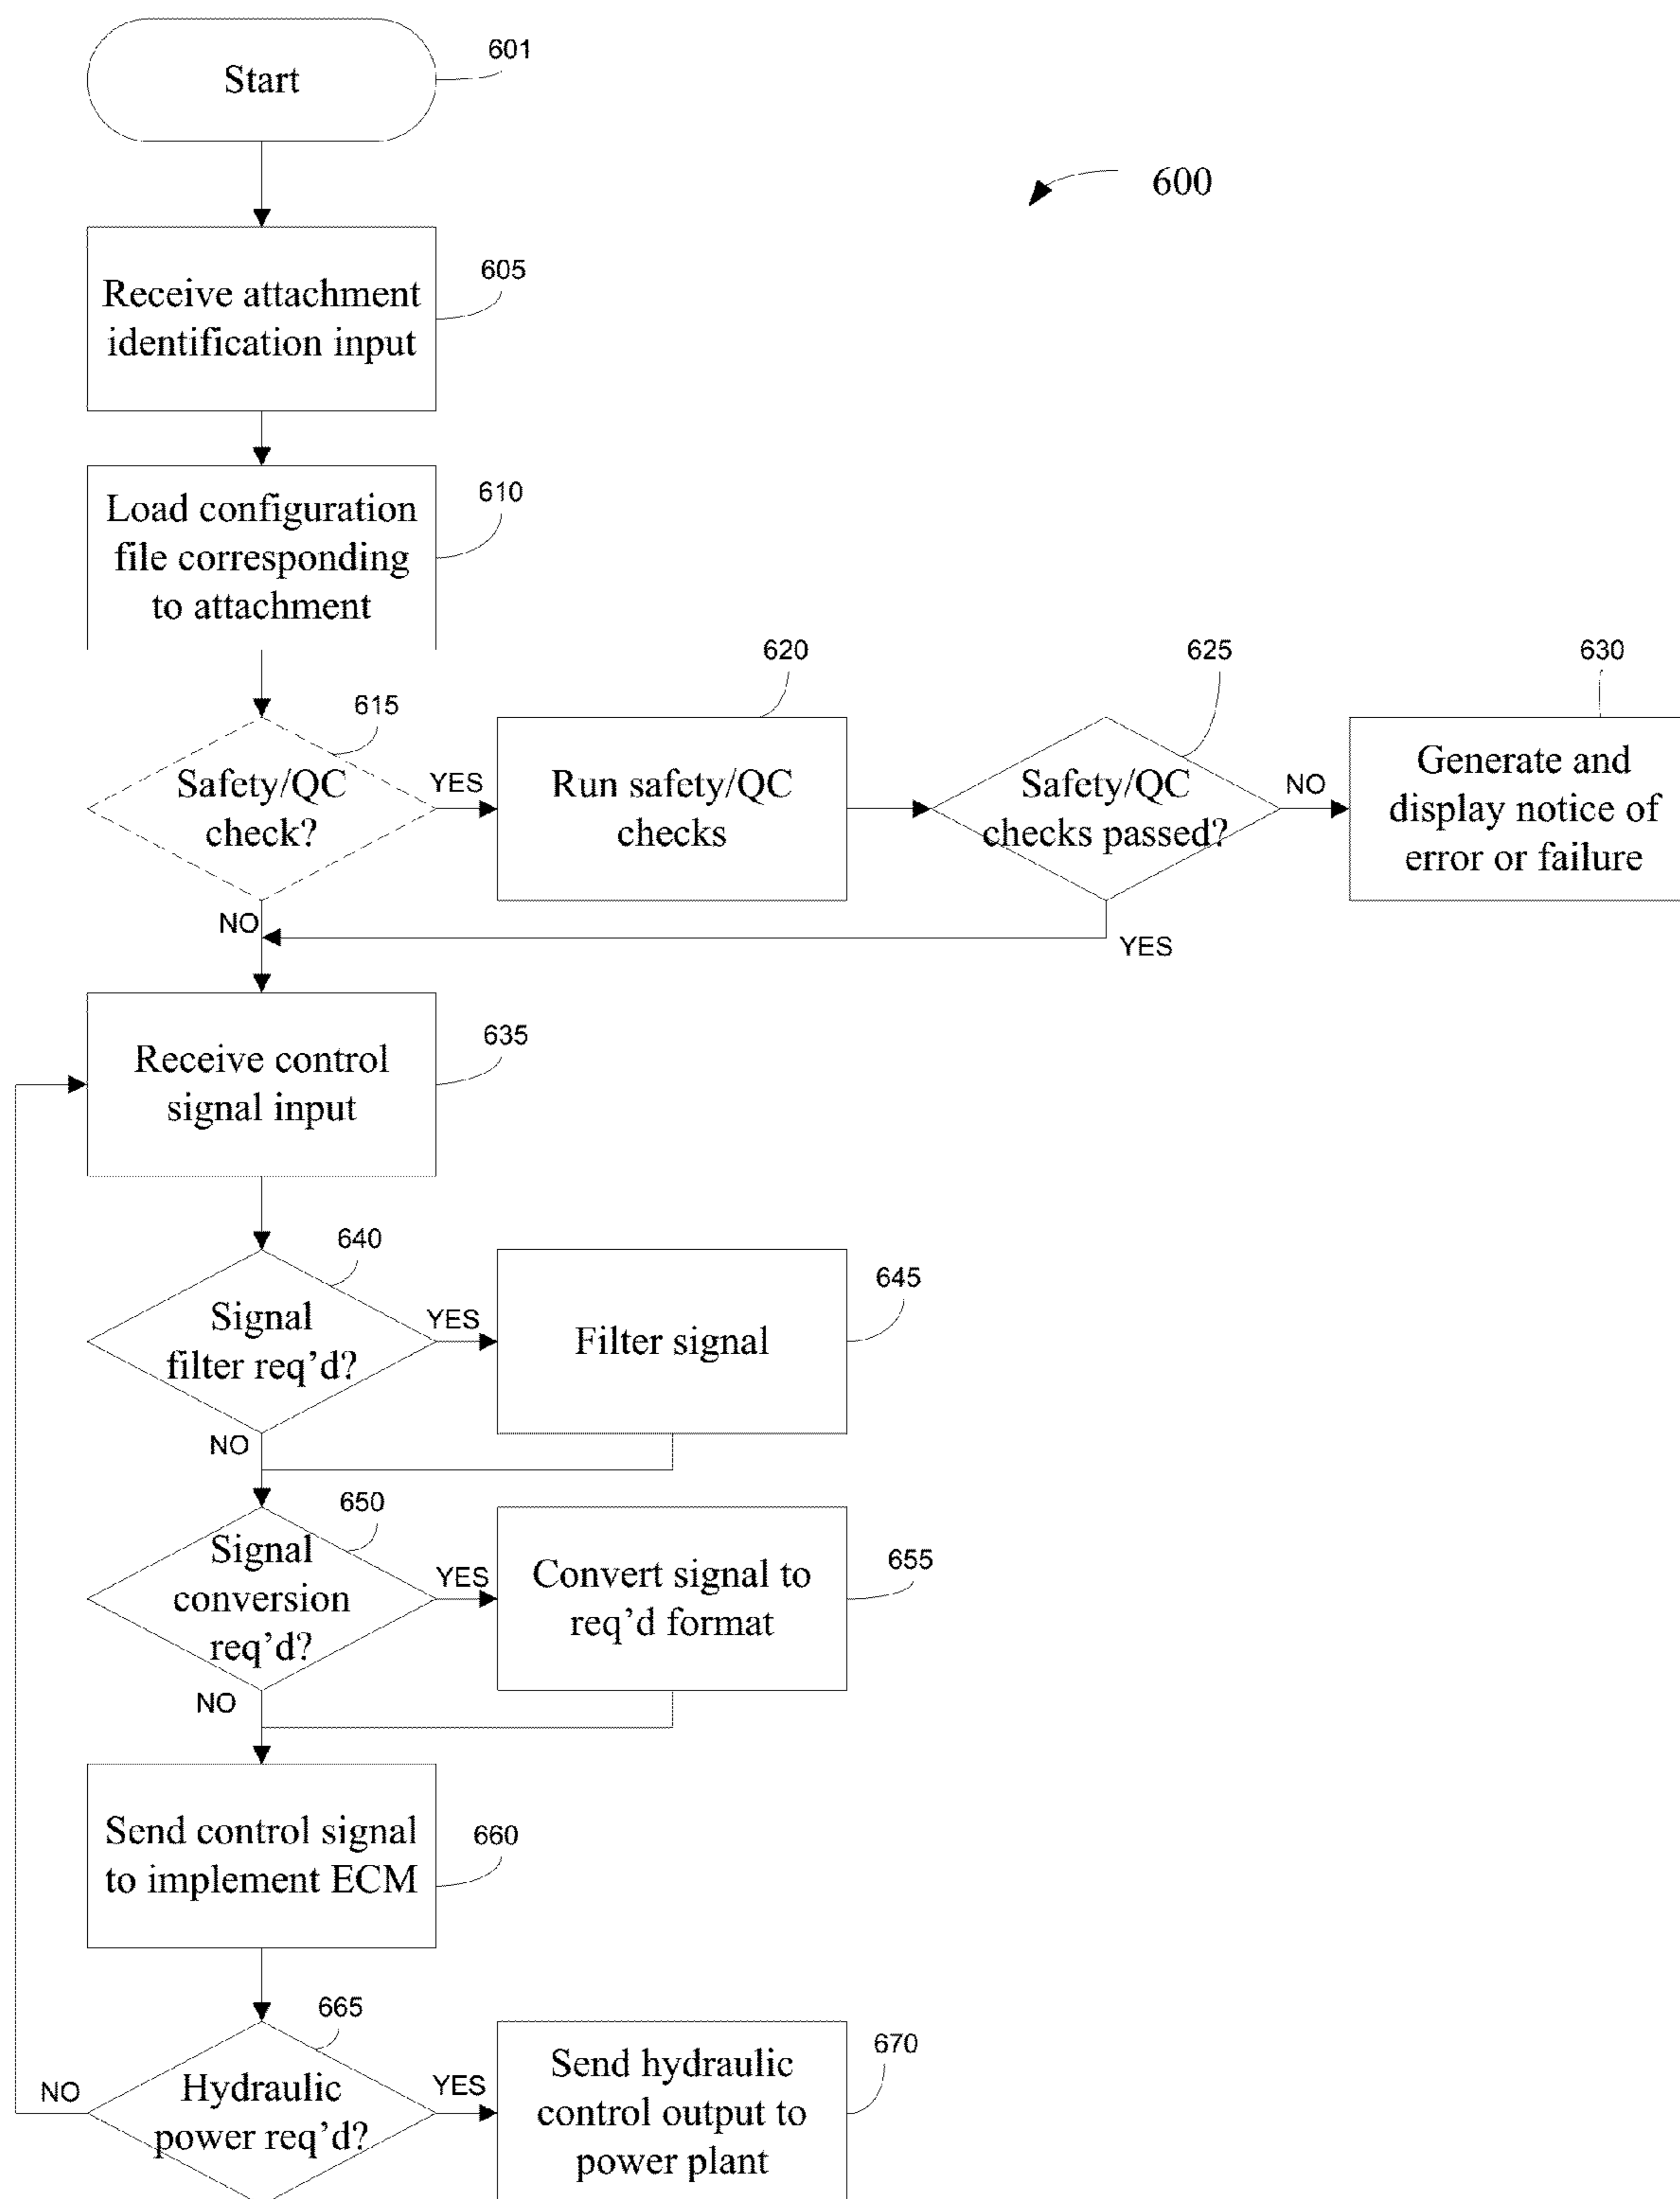 Start
601
600
Receive attachment
identification input
605
Load configuration
file corresponding
to attachment
610
Safety/QC
check?
615
YES
NO
Run safety/QC
checks
620
Safety/QC
checks passed?
625
NO
YES
Generate and
display notice of
error or failure
630
Receive control
signal input
635
Signal
filter req’d?
640
YES
NO
Filter signal
645
Signal
conversion
req’d?
650
YES
NO
Convert signal to
req’d format
655
Send control signal
to implement ECM
660
Hydraulic
power req’d?
665
NO
YES
Send hydraulic
control output to
power plant
670